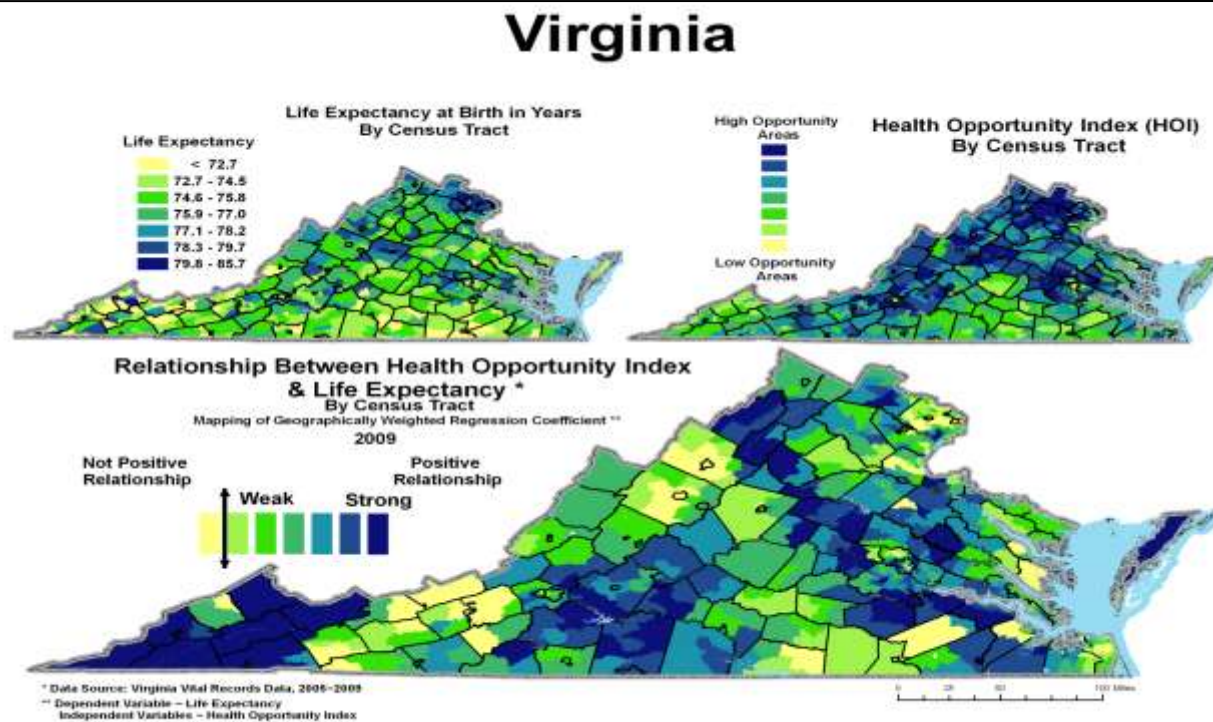 Virginia
Life Expectancy at Birth in Years
By Census Tract
Life Expectancy
< 72.7
72.7 - 74.5
74.6 - 75.8
75.9 - 77.0
77.1 - 78.2
78.3 - 79.7
79.8 - 85.7
High Opportunity
Areas
Low Opportunity
Areas
Health Opportunity Index (HOI)
By Census Tract
Relationship Between Health Opportunity Index
& Life Expectancy *
By Census Tract
Mapping of Geographically Weighted Regression Coefficient **
2009
Not Positive
Relationship
Positive
Relationship
Weak
Strong
* Data Source: Virginia Vital Records Data, 2005-2009
** Dependent Variable - Life Expectancy
Independent Variables - Health Opportunity Index
0 25 50 100 Miles